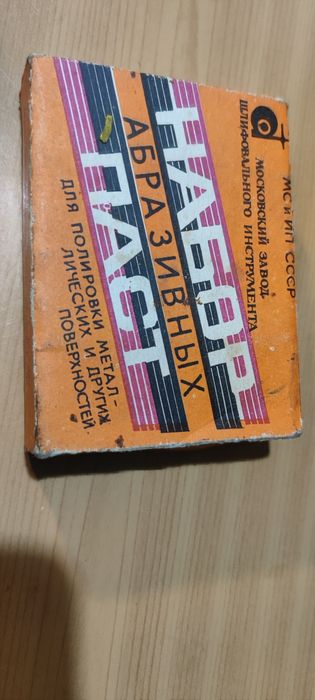 МС и ИП СССР
МОСКОВСКИЙ ЗАВОД
ШЛИФОВАЛЬНОГО ИНСТРУМЕНТА
НАБОР
АБРАЗИВНЫХ
ПАСТ
ДЛЯ ПОЛИРОВКИ МЕТАЛ-
ЛИЧЕСКИХ И ДРУГИХ
ПОВЕРХНОСТЕЙ.